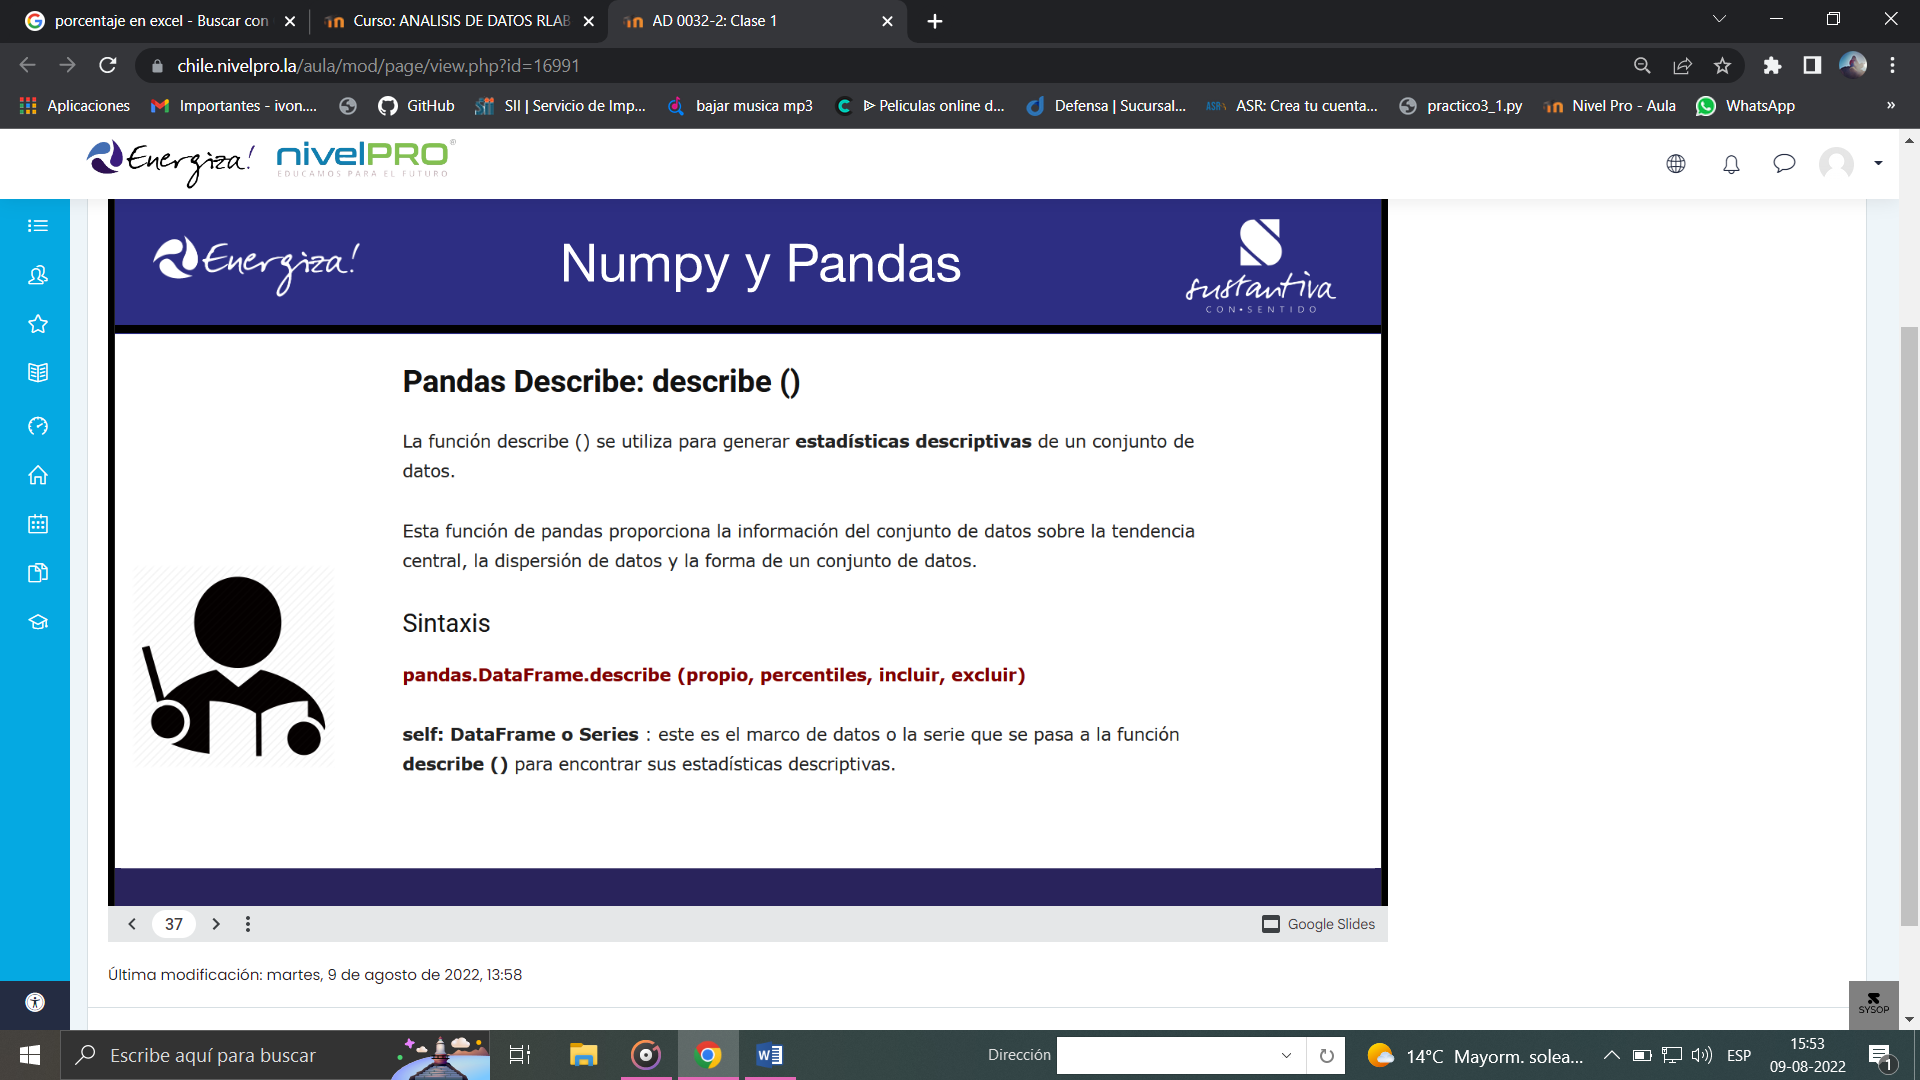 porcentaje en excel - Buscar con
Curso: ANALISIS DE DATOS RLAB
AD 0032-2: Clase 1
chile.nivelpro.la/aula/mod/page/view.php?id=16991
Aplicaciones
Importantes - ivon....
GitHub
SII | Servicio de Imp...
bajar musica mp3
Peliculas online d...
Defensa | Sucursal...
ASR: Crea tu cuenta...
practico3_1.py
Nivel Pro - Aula
WhatsApp
»
Energiza!
nivelPRO
EDUCAMOS PARA EL FUTURO
Energiza!
Numpy y Pandas
sustantiva
CON•SENTIDO
Pandas Describe: describe ()
La función describe () se utiliza para generar estadísticas descriptivas de un conjunto de
datos.
Esta función de pandas proporciona la información del conjunto de datos sobre la tendencia
central, la dispersión de datos y la forma de un conjunto de datos.
Sintaxis
pandas.DataFrame.describe (propio, percentiles, incluir, excluir)
self: DataFrame o Series : este es el marco de datos o la serie que se pasa a la función
describe () para encontrar sus estadísticas descriptivas.
37
Google Slides
Última modificación: martes, 9 de agosto de 2022, 13:58
SYSOP
Escribe aquí para buscar
Dirección
14°C Mayorm. solea...
ESP
15:53
09-08-2022
1